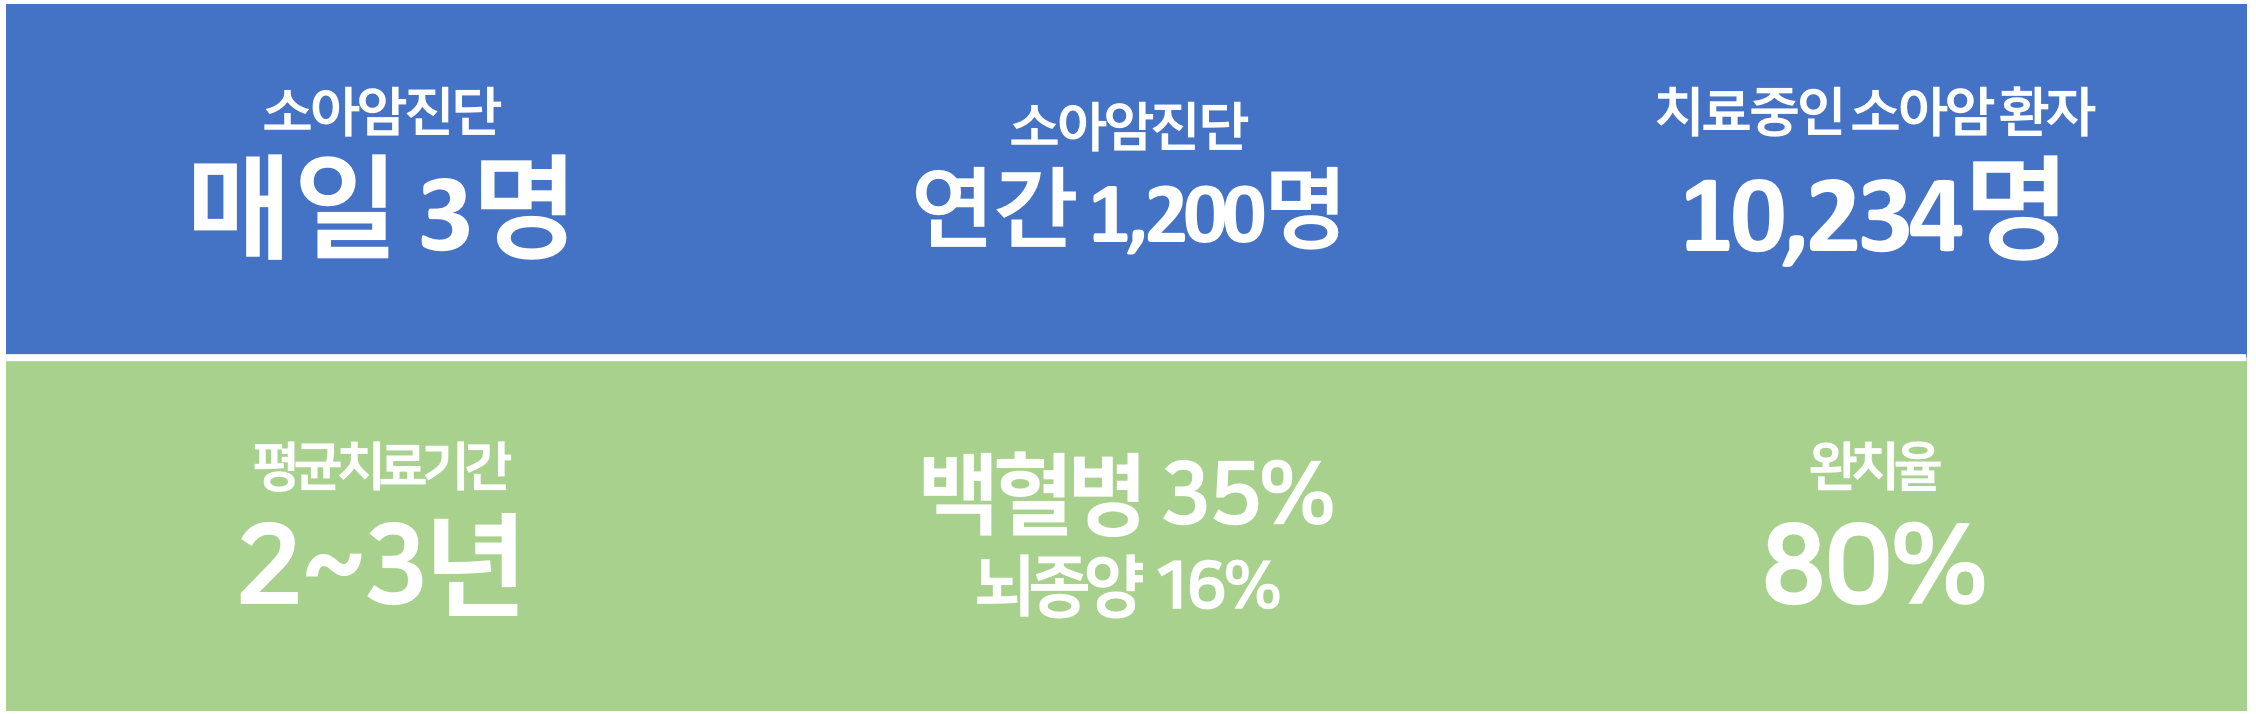 소아암진단
매일 3명
소아암진단
연간 1,200명
치료중인 소아암 환자
10,234명
평균치료기간
2~3년
백혈병 35%
뇌종양 16%
완치율
80%